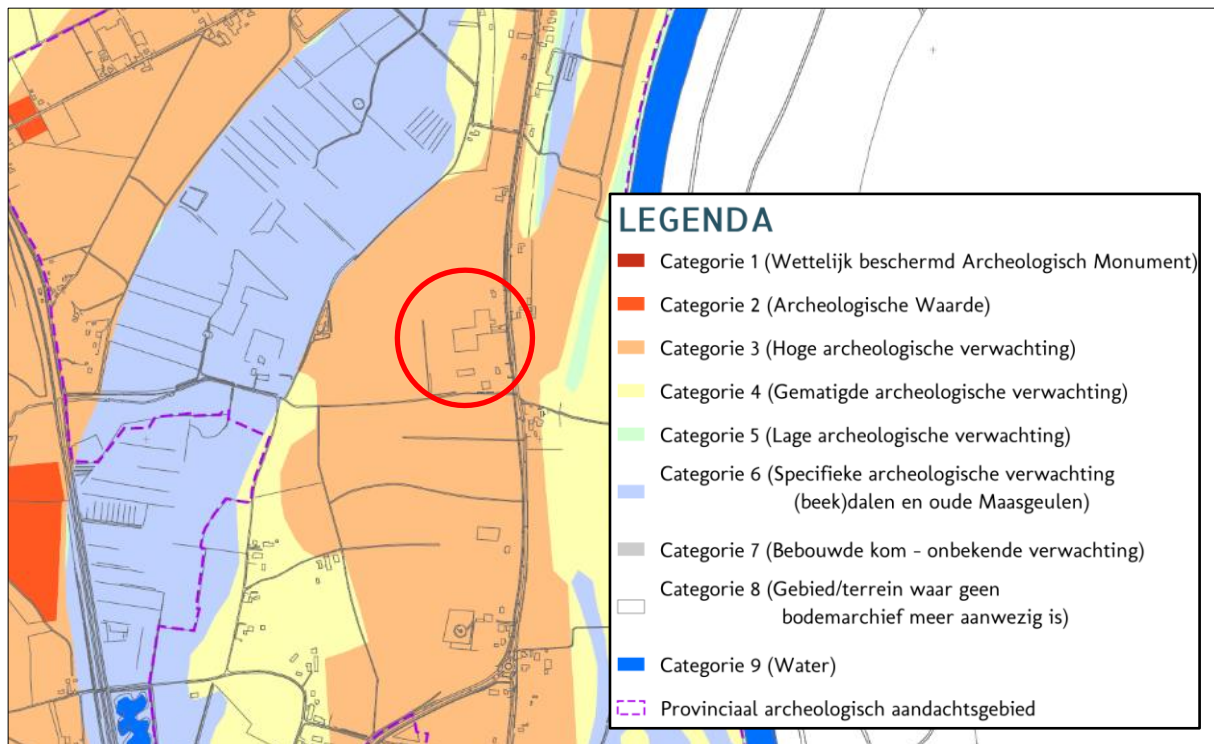 LEGENDA
Categorie 1 (Wettelijk beschermd Archeologisch Monument)
Categorie 2 (Archeologische Waarde)
Categorie 3 (Hoge archeologische verwachting)
Categorie 4 (Gematigde archeologische verwachting)
Categorie 5 (Lage archeologische verwachting)
Categorie 6 (Specifieke archeologische verwachting
(beek)dalen en oude Maasgeulen)
Categorie 7 (Bebouwde kom - onbekende verwachting)
Categorie 8 (Gebied/terrein waar geen
bodemarchief meer aanwezig is)
Categorie 9 (Water)
Provinciaal archeologisch aandachtsgebied